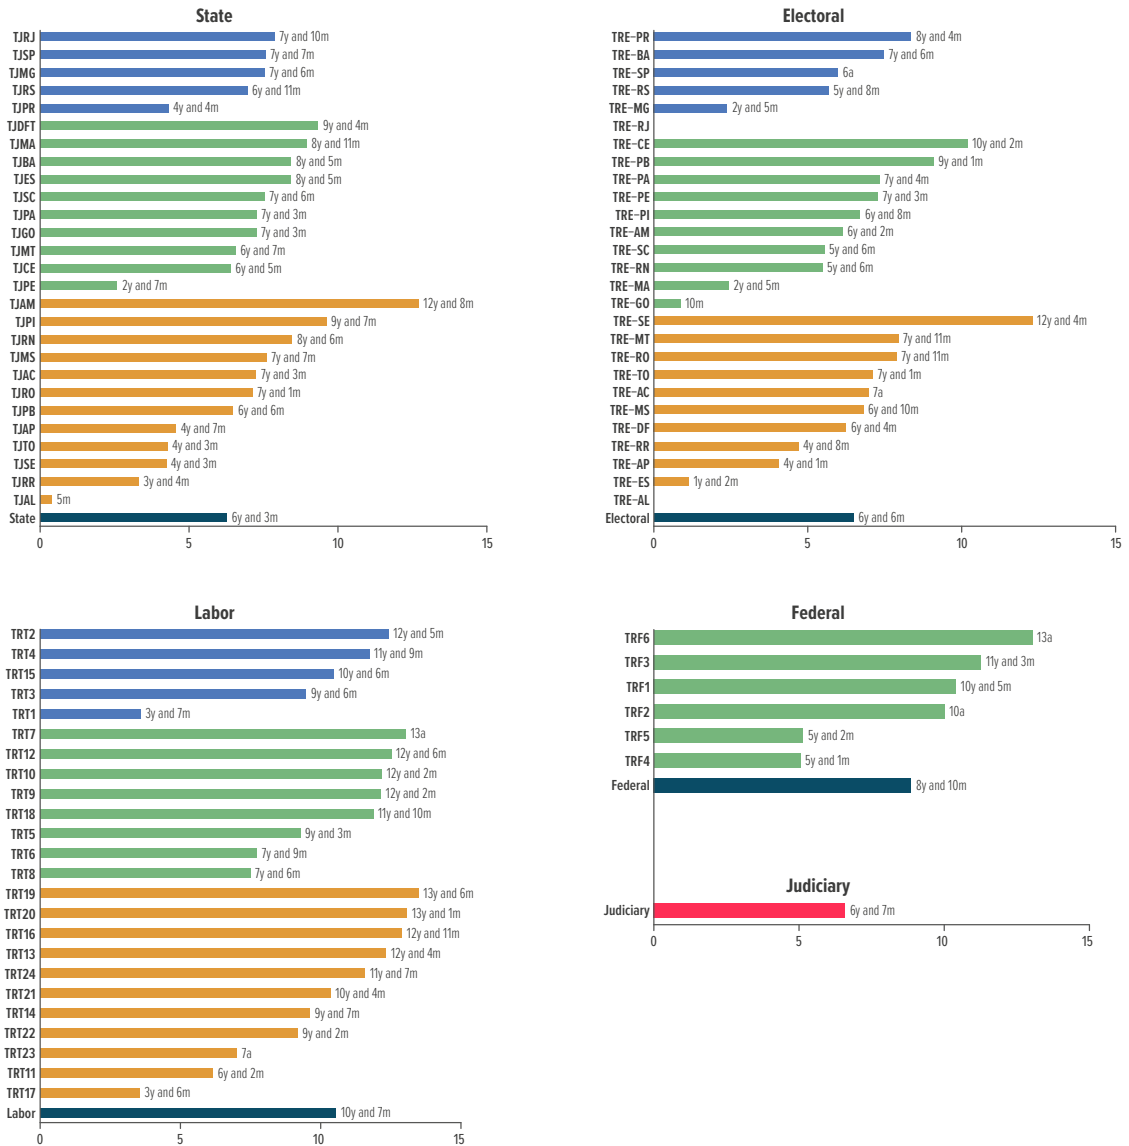 State
TJRJ 7y and 10m
TJSP 7y and 7m
TJMG 7y and 6m
TJRS 6y and 11m
TJPR 4y and 4m
TJDFT 9y and 4m
TJMA 8y and 11m
TJBA 8y and 5m
TJES 8y and 5m
TJSC 7y and 6m
TJPA 7y and 3m
TJGO 7y and 3m
TJMT 6y and 7m
TJCE 6y and 5m
TJPE 2y and 7m
TJAM 12y and 8m
TJPI 9y and 7m
TJRN 8y and 6m
TJMS 7y and 7m
TJAC 7y and 3m
TJRO 7y and 1m
TJPB 6y and 6m
TJAP 4y and 7m
TJTO 4y and 3m
TJSE 4y and 3m
TJRR 3y and 4m
TJAL 5m
State 6y and 3m
0 5 10 15
Electoral
TRE-PR 8y and 4m
TRE-BA 7y and 6m
TRE-SP 6a
TRE-RS 5y and 8m
TRE-MG 2y and 5m
TRE-RJ
TRE-CE 10y and 2m
TRE-PB 9y and 1m
TRE-PA 7y and 4m
TRE-PE 7y and 3m
TRE-PI 6y and 8m
TRE-AM 6y and 2m
TRE-SC 5y and 6m
TRE-RN 5y and 6m
TRE-MA 2y and 5m
TRE-GO 10m
TRE-SE 12y and 4m
TRE-MT 7y and 11m
TRE-RO 7y and 11m
TRE-TO 7y and 1m
TRE-AC 7a
TRE-MS 6y and 10m
TRE-DF 6y and 4m
TRE-RR 4y and 8m
TRE-AP 4y and 1m
TRE-ES 1y and 2m
TRE-AL
Electoral 6y and 6m
0 5 10 15
Labor
TRT2 12y and 5m
TRT4 11y and 9m
TRT15 10y and 6m
TRT3 9y and 6m
TRT1 3y and 7m
TRT7 13a
TRT12 12y and 6m
TRT10 12y and 2m
TRT9 12y and 2m
TRT18 11y and 10m
TRT5 9y and 3m
TRT6 7y and 9m
TRT8 7y and 6m
TRT19 13y and 6m
TRT20 13y and 1m
TRT16 12y and 11m
TRT13 12y and 4m
TRT24 11y and 7m
TRT21 10y and 4m
TRT14 9y and 7m
TRT22 9y and 2m
TRT23 7a
TRT11 6y and 2m
TRT17 3y and 6m
Labor 10y and 7m
0 5 10 15
Federal
TRF6 13a
TRF3 11y and 3m
TRF1 10y and 5m
TRF2 10a
TRF5 5y and 2m
TRF4 5y and 1m
Federal 8y and 10m
Judiciary
Judiciary 6y and 7m
0 5 10 15